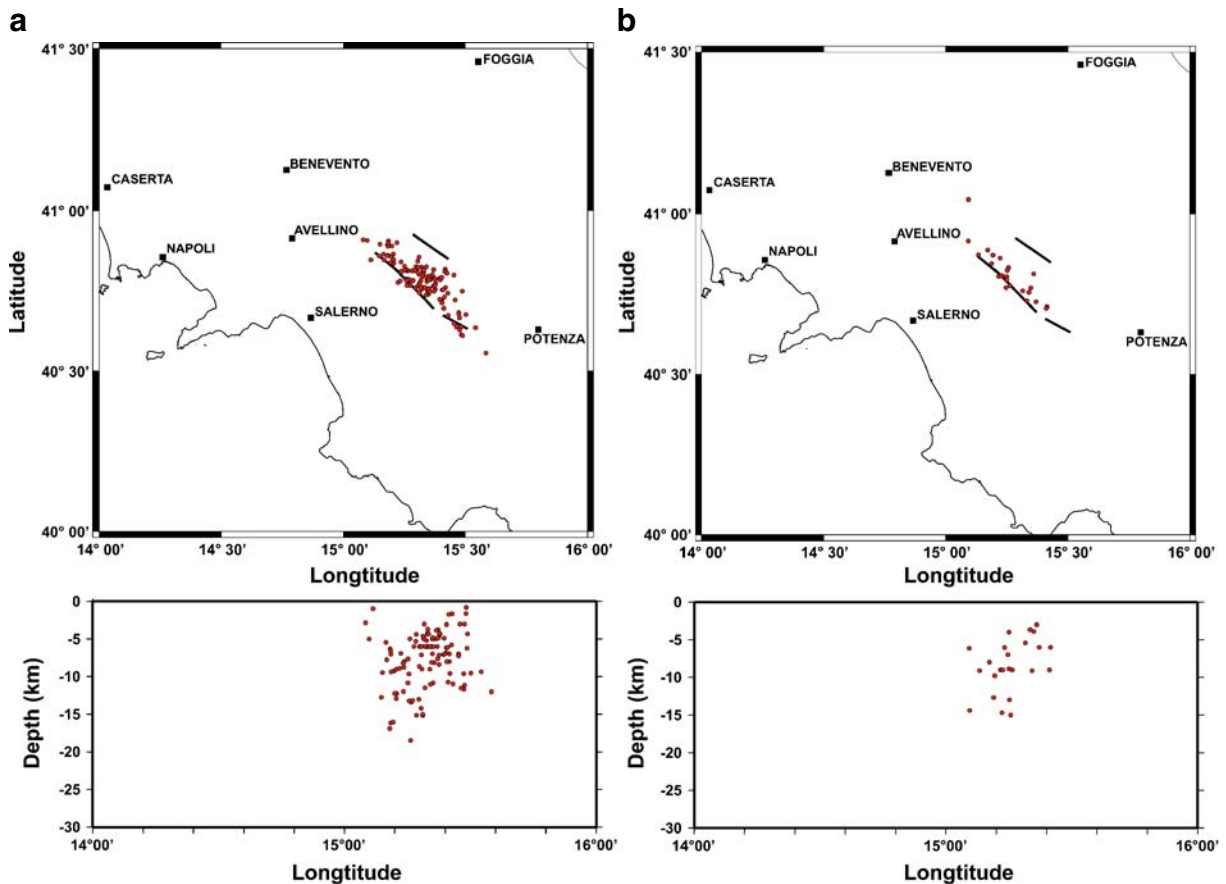 a
41° 30’
FOGGIA
BENEVENTO
CASERTA
41° 00’
AVELLINO
NAPOLI
SALERNO
POTENZA
40° 30’
40° 00’
Latitude
14° 00’ 14° 30’ 15° 00’ 15° 30’ 16° 00’
Longtitude
0
-5
-10
-15
-20
-25
-30
Depth (km)
14° 00’ 15°00’ 16°00’
Longtitude
b
41° 30’
FOGGIA
BENEVENTO
CASERTA
41° 00’
AVELLINO
NAPOLI
SALERNO
POTENZA
40° 30’
40° 00’
Latitude
14° 00’ 14° 30’ 15° 00’ 15° 30’ 16° 00’
Longtitude
0
-5
-10
-15
-20
-25
-30
Depth (km)
14° 00’ 15°00’ 16°00’
Longtitude